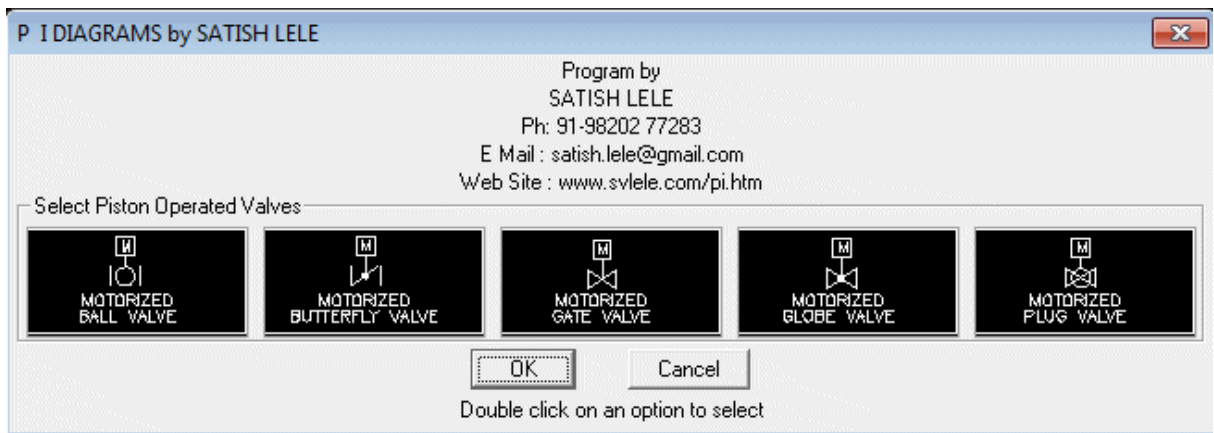 P I DIAGRAMS by SATISH LELE
Program by
SATISH LELE
Ph: 91-98202 77283
E Mail : satish.lele@gmail.com
Web Site : www.svlele.com/pi.htm
Select Piston Operated Valves
M
MOTORIZED
BALL VALVE
M
MOTORIZED
BUTTERFLY VALVE
M
MOTORIZED
GATE VALVE
M
MOTORIZED
GLOBE VALVE
M
MOTORIZED
PLUG VALVE
OK
Cancel
Double click on an option to select